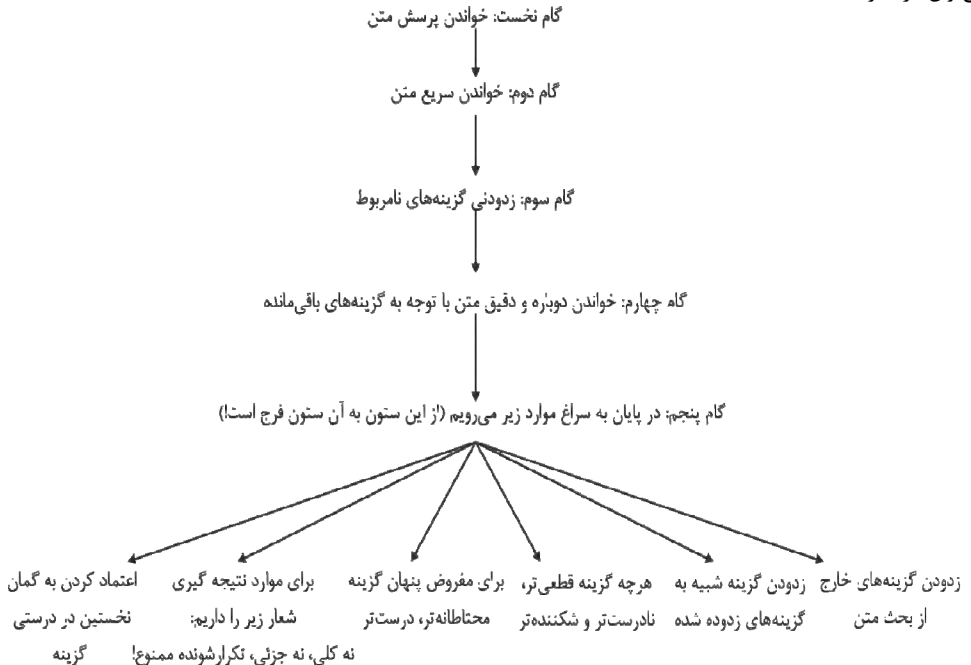 گام نخست: خواندن پرسش متن
گام دوم: خواندن سریع متن
گام سوم: زدودنی گزینه‌های نامربوط
گام چهارم: خواندن دوباره و دقیق متن با توجه به گزینه‌های باقی‌مانده
گام پنجم: در پایان به سراغ موارد زیر می‌رویم (از این ستون به آن ستون فرج است!)
زدودن گزینه‌های خارج
از بحث متن
زدودن گزینه شبیه به
گزینه‌های زدوده شده
هرچه گزینه قطعی‌تر،
نادرست‌تر و شکننده‌تر
برای مفروض پنهان گزینه
محتاطانه‌تر، درست‌تر
برای موارد نتیجه گیری
شعار زیر را داریم:
نه کلی، نه جزئی، تکرارشونده ممنوع!
اعتماد کردن به گمان
نخستین در درستی
گزینه